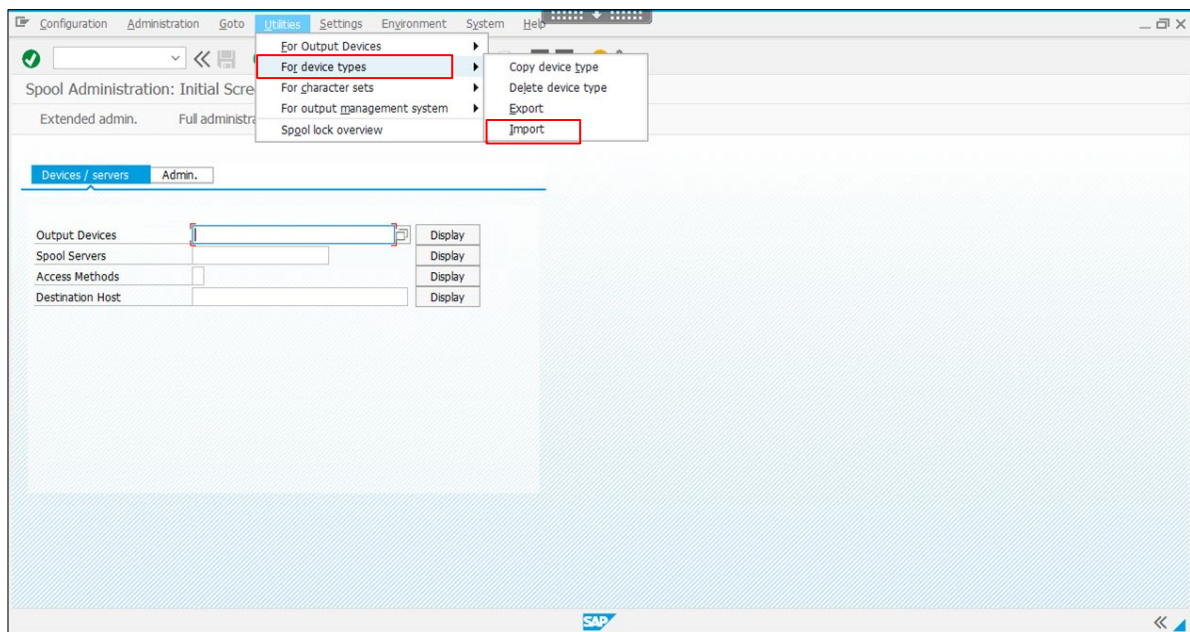 Configuration Administration Goto Utilities Settings Environment System Help
For Output Devices
For device types
For character sets
For output management system
Spool lock overview
Copy device type
Delete device type
Export
Import
Spool Administration: Initial Scre
Extended admin. Full administra
Devices / servers Admin.
Output Devices Display
Spool Servers Display
Access Methods Display
Destination Host Display
SAP